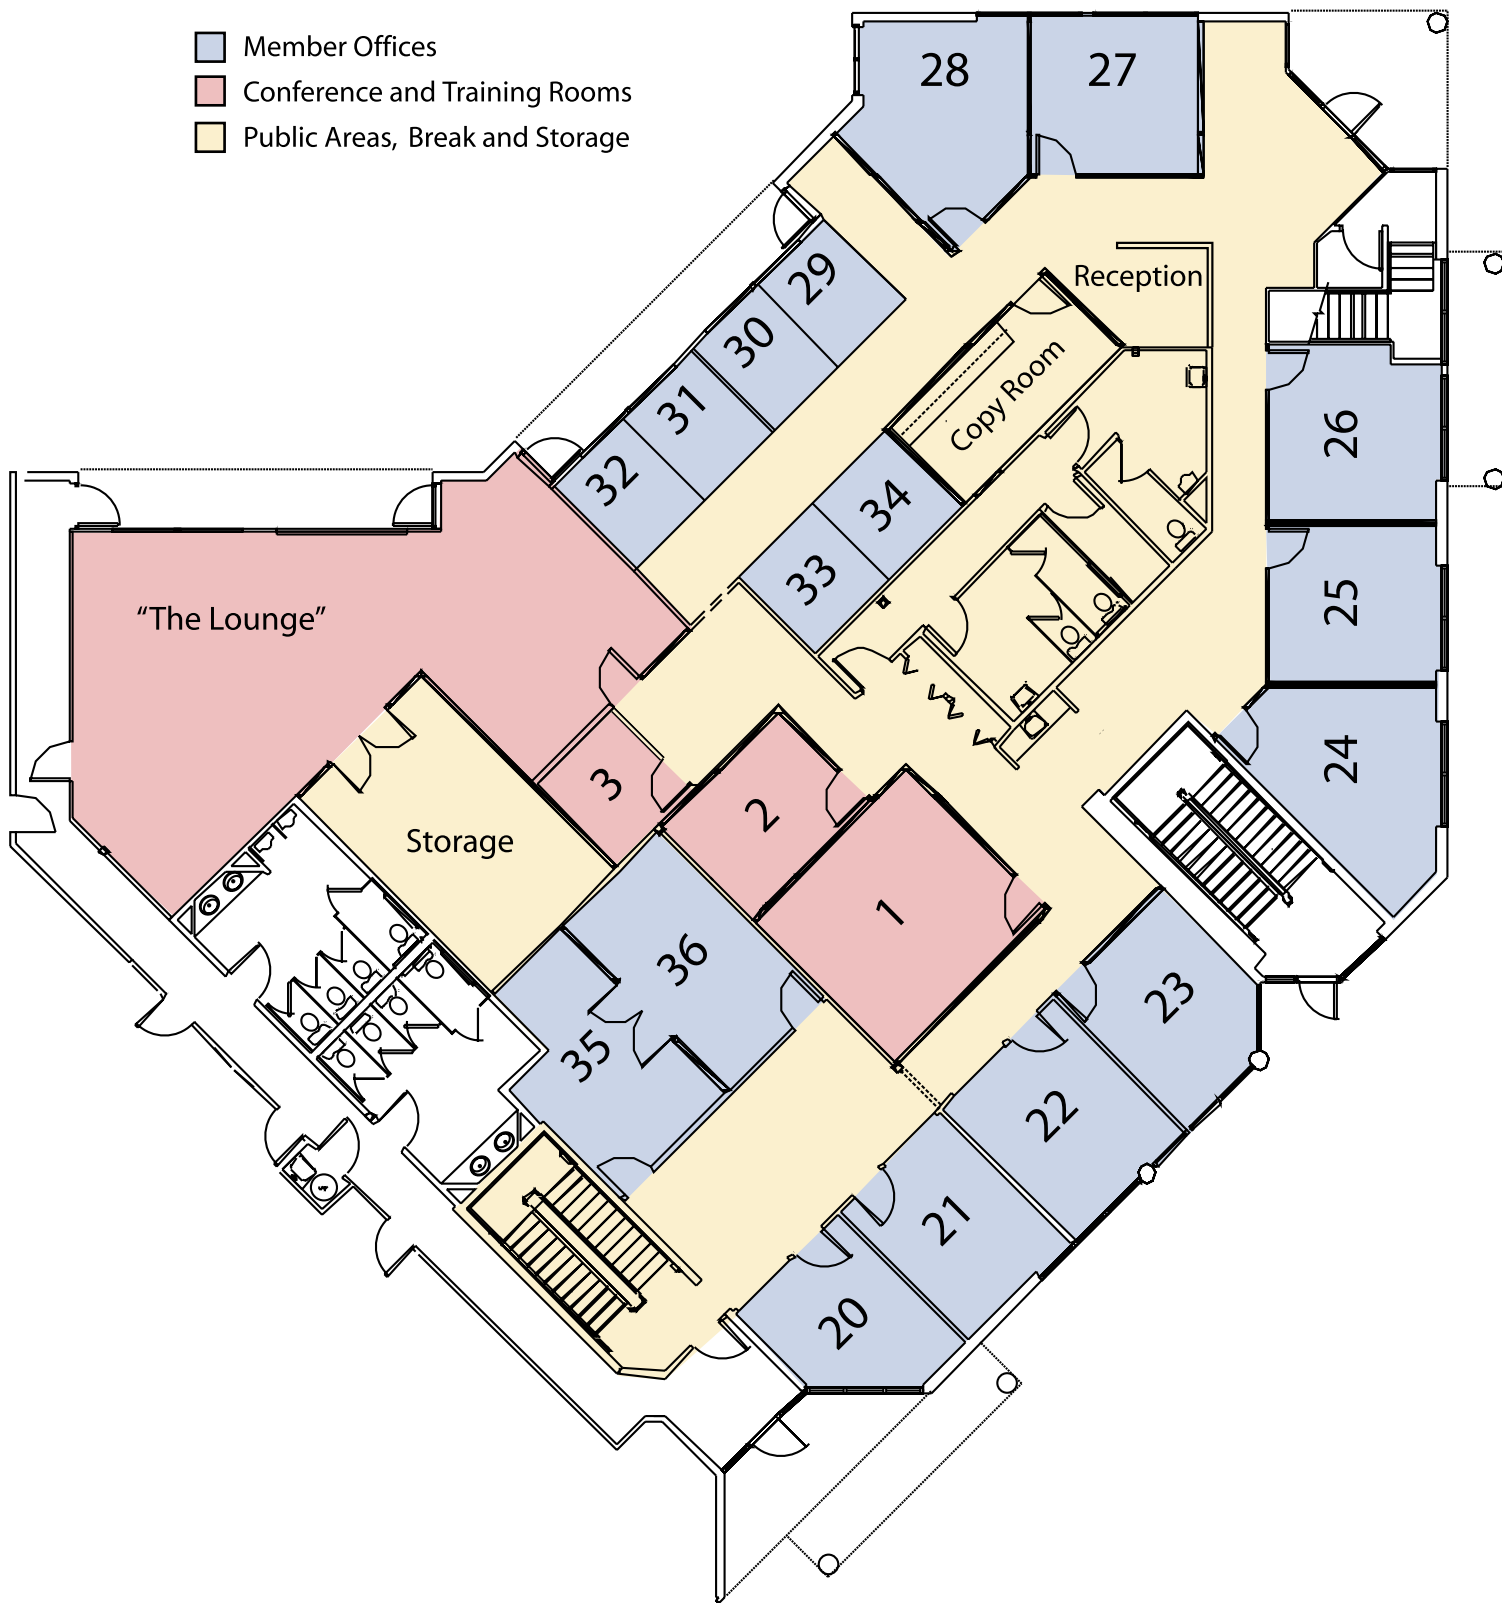 Member Offices
Conference and Training Rooms
Public Areas, Break and Storage
28
27
29
Reception
30
Copy Room
31
26
32
34
33
25
"The Lounge"
24
3
2
Storage
1
36
23
35
22
21
20